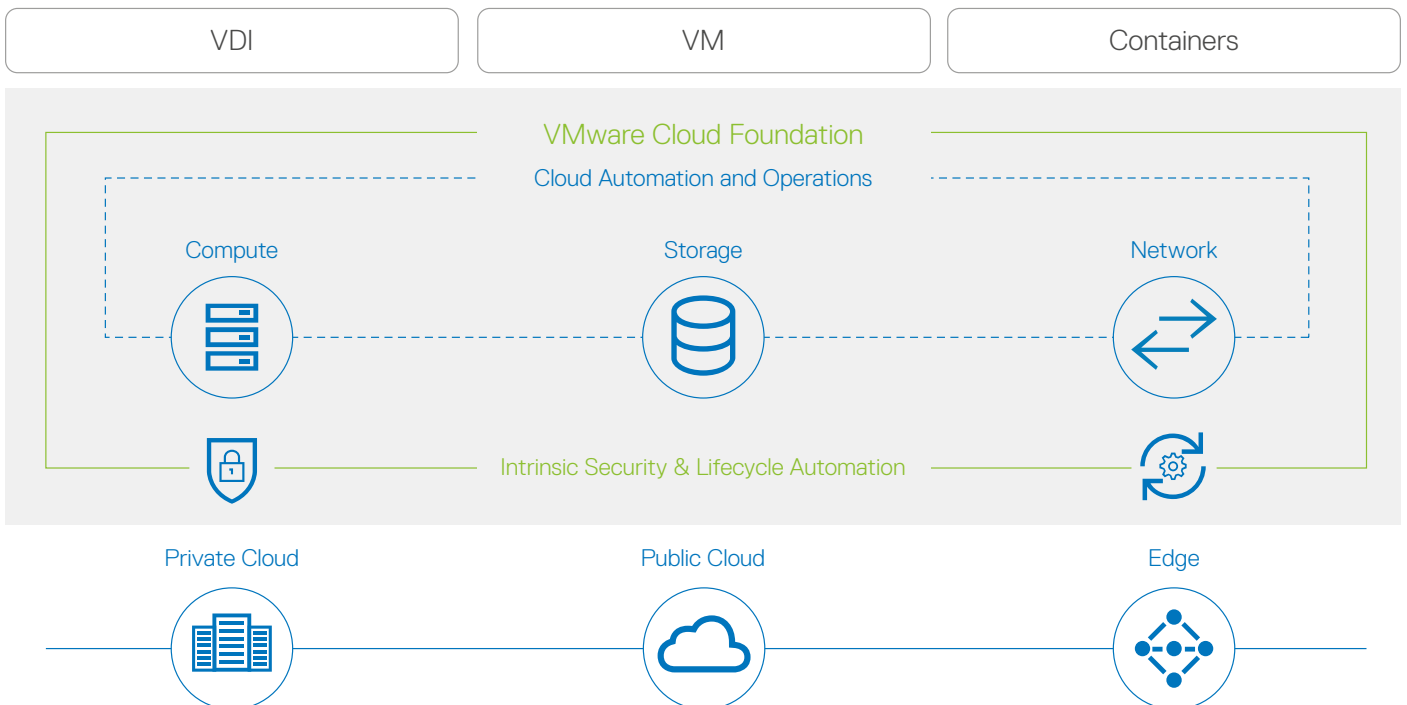 VDI
VM
Containers
VMware Cloud Foundation
Cloud Automation and Operations
Compute
Storage
Network
Intrinsic Security & Lifecycle Automation
Private Cloud
Public Cloud
Edge